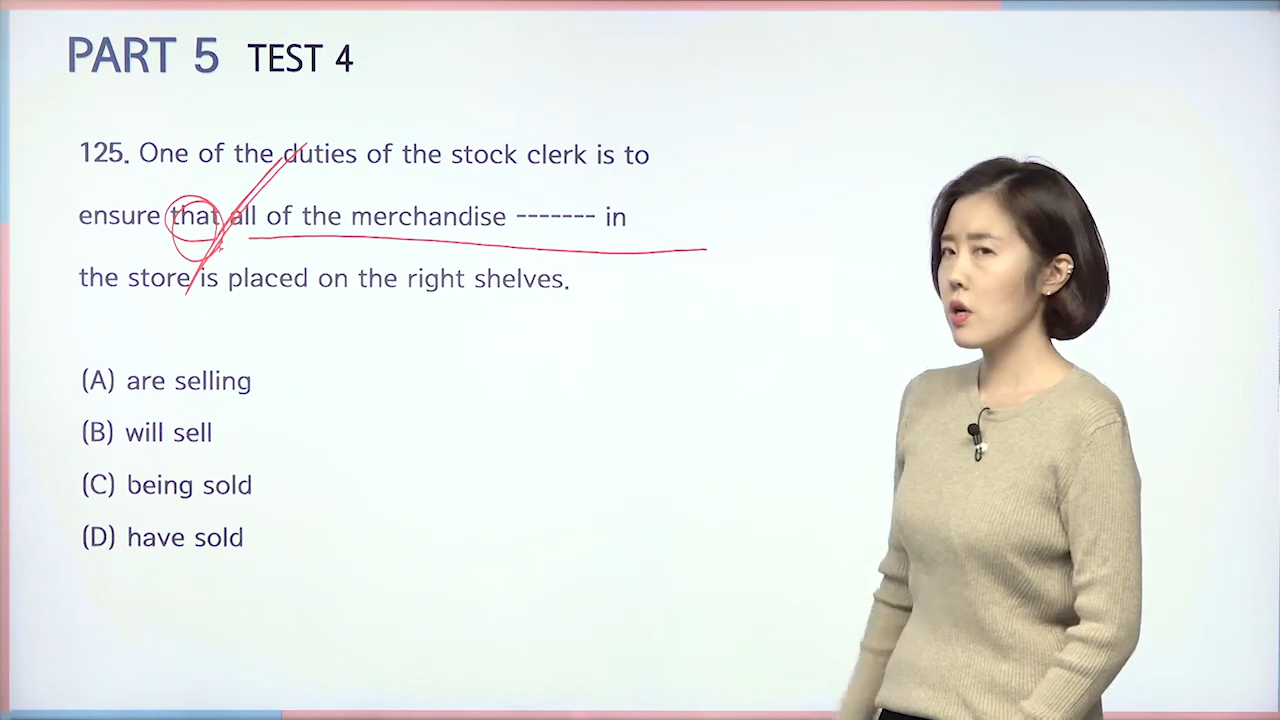 PART 5 TEST 4
125. One of the duties of the stock clerk is to
ensure that all of the merchandise ------- in
the store is placed on the right shelves.
(A) are selling
(B) will sell
(C) being sold
(D) have sold